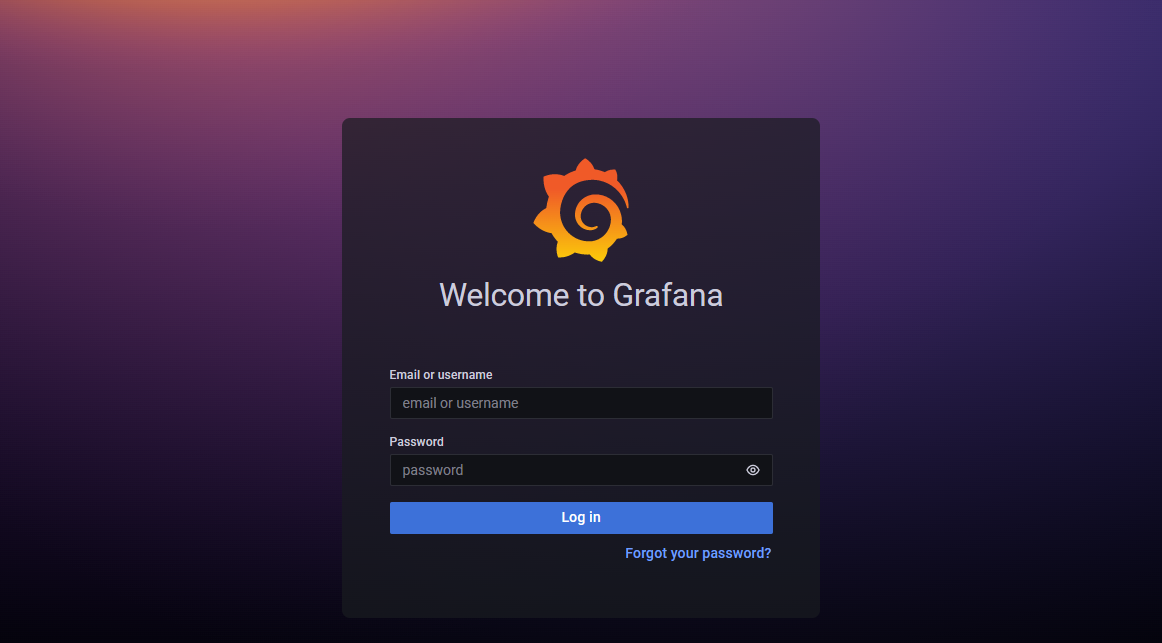 Welcome to Grafana
Email or username
email or username
Password
password
Log in
Forgot your password?